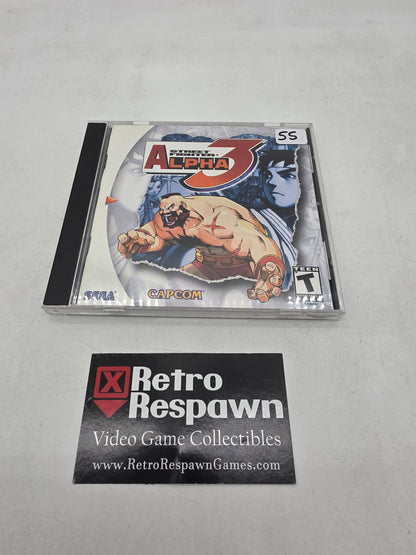 55
STREET
FIGHTER
ALPHA 3
TEEN
T
SEGA
CAPCOM
X Retro
Respawn
Video Game Collectibles
www.RetroRespawnGames.com